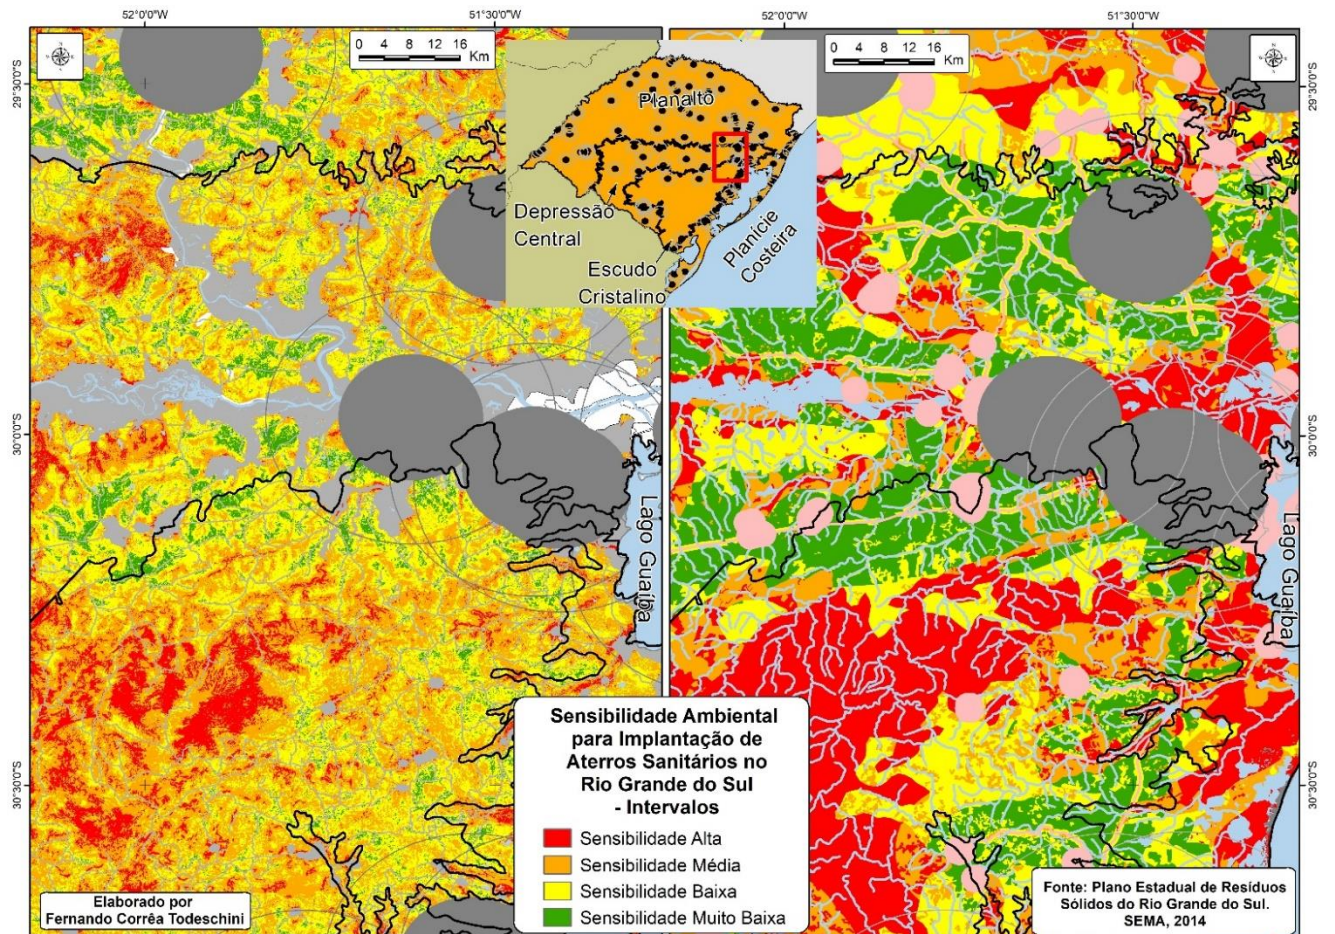 52°0'0"W
51°30'0"W
52°0'0"W
51°30'0"W
0 4 8 12 16
Km
0 4 8 12 16
Km
29°30'0"S
29°30'0"S
Planalto
Depressão
Central
Escudo
Cristalino
Planície
Costeira
30°0'0"S
30°0'0"S
Lago Guaíba
Lago Guaíba
30°30'0"S
30°30'0"S
Sensibilidade Ambiental
para Implantação de
Aterros Sanitários no
Rio Grande do Sul
- Intervalos
Sensibilidade Alta
Sensibilidade Média
Sensibilidade Baixa
Sensibilidade Muito Baixa
Elaborado por
Fernando Corrêa Todeschini
Fonte: Plano Estadual de Resíduos
Sólidos do Rio Grande do Sul.
SEMA, 2014